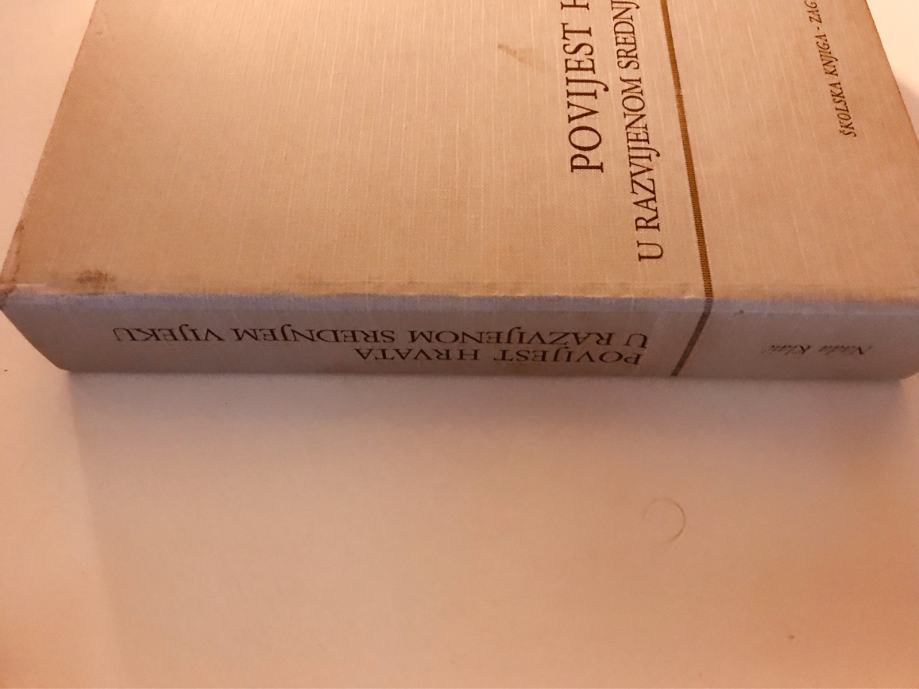 POVIJEST H
U RAZVIJENOM SREDNJ
ŠKOLSKA KNJIGA - ZAG
POVIJEST HRVATA
U RAZVIJENOM SREDNJEM VIJEKU
Nada Klaić